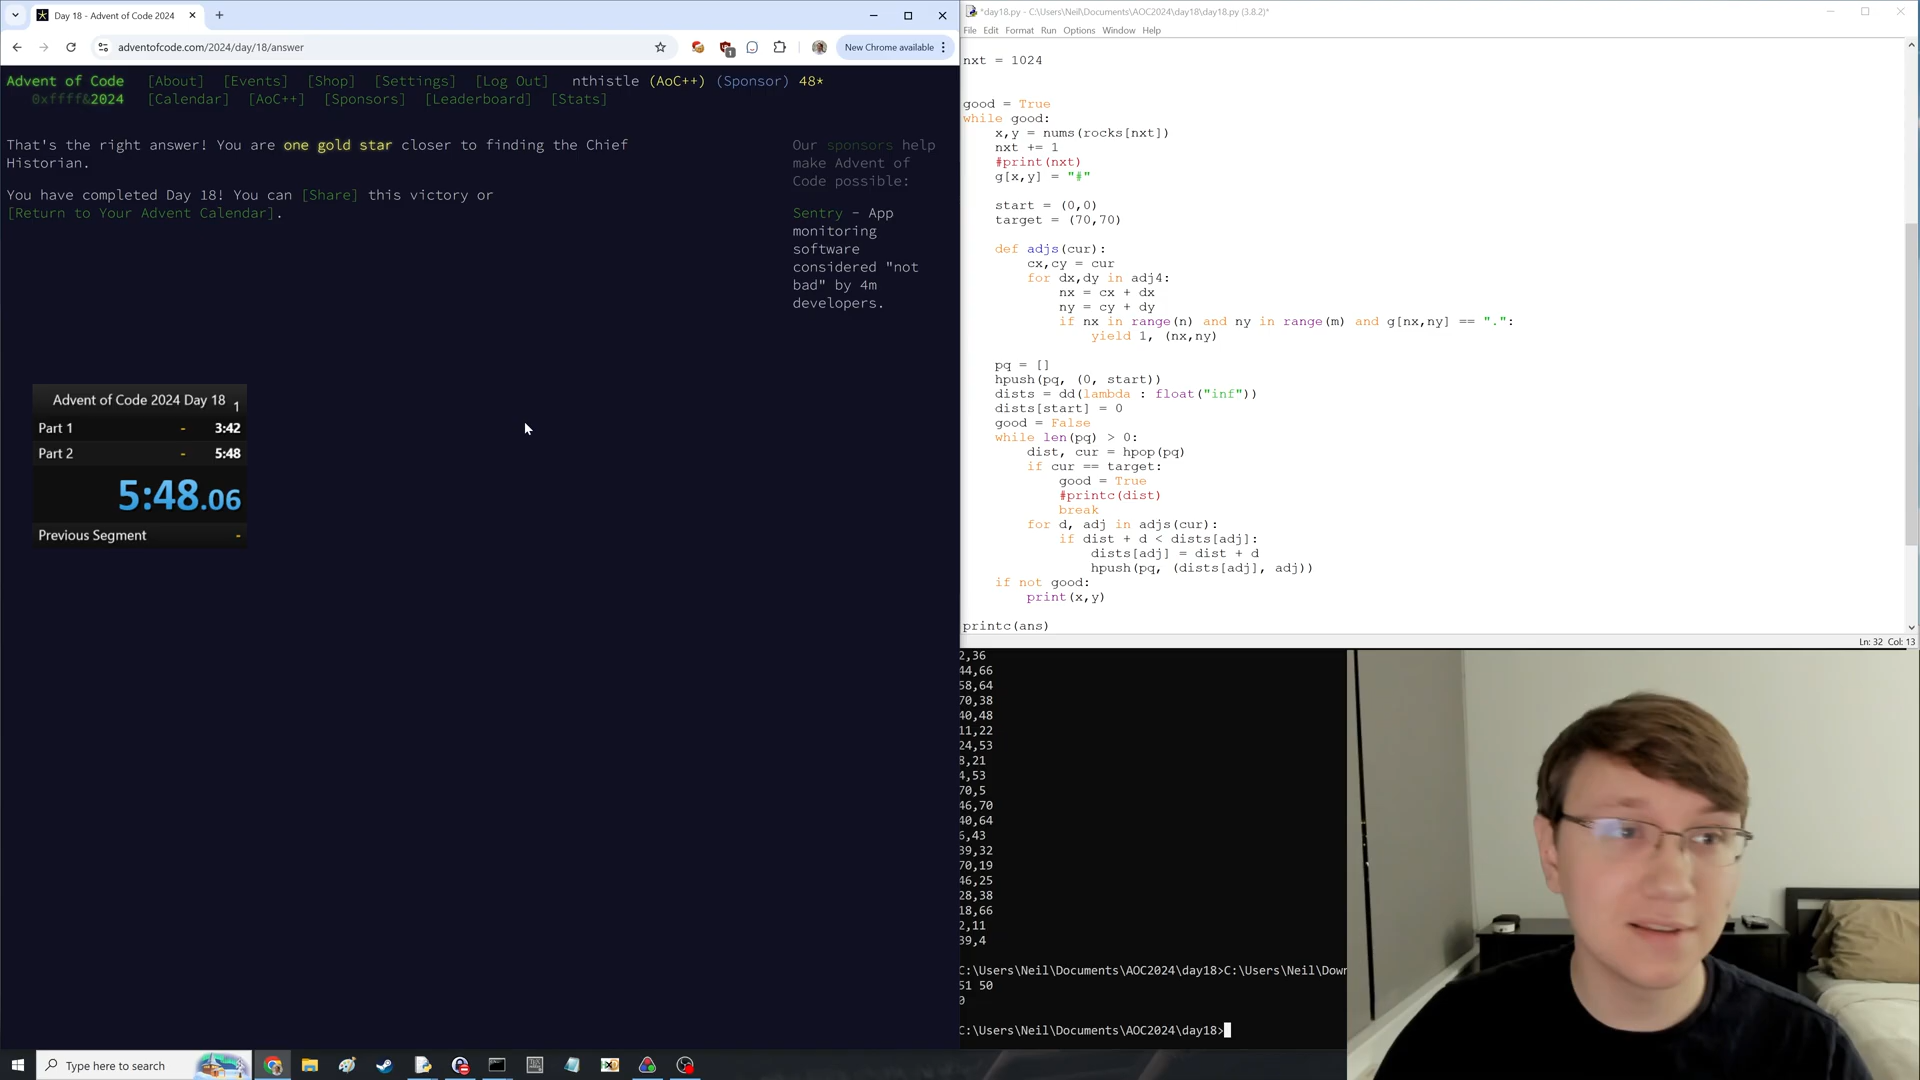 Day 18 - Advent of Code 2024
adventofcode.com/2024/day/18/answer
New Chrome available
Advent of Code [About] [Events] [Shop] [Settings] [Log Out] nthistle (AoC++) (Sponsor) 48*
0xffff&2024 [Calendar] [AoC++] [Sponsors] [Leaderboard] [Stats]
That's the right answer! You are one gold star closer to finding the Chief
Historian.
You have completed Day 18! You can [Share] this victory or
[Return to Your Advent Calendar].
Our sponsors help
make Advent of
Code possible:
Sentry - App
monitoring
software
considered "not
bad" by 4m
developers.
Advent of Code 2024 Day 18 1
Part 1 - 3:42
Part 2 - 5:48
5:48.06
Previous Segment -
Type here to search
*day18.py - C:\Users\Neil\Documents\AOC2024\day18\day18.py (3.8.2)*
File Edit Format Run Options Window Help
nxt = 1024
good = True
while good:
x,y = nums(rocks[nxt])
nxt += 1
#print(nxt)
g[x,y] = "#"
start = (0,0)
target = (70,70)
def adjs(cur):
cx,cy = cur
for dx,dy in adj4:
nx = cx + dx
ny = cy + dy
if nx in range(n) and ny in range(m) and g[nx,ny] == ".":
yield 1, (nx,ny)
pq = []
hpush(pq, (0, start))
dists = dd(lambda : float("inf"))
dists[start] = 0
good = False
while len(pq) > 0:
dist, cur = hpop(pq)
if cur == target:
good = True
#printc(dist)
break
for d, adj in adjs(cur):
if dist + d < dists[adj]:
dists[adj] = dist + d
hpush(pq, (dists[adj], adj))
if not good:
print(x,y)
printc(ans)
Ln: 32 Col: 13
2,36
44,66
58,64
70,38
40,48
11,22
24,53
8,21
4,53
70,5
46,70
40,64
6,43
39,32
70,19
46,25
28,38
18,66
2,11
39,4
C:\Users\Neil\Documents\AOC2024\day18>C:\Users\Neil\Down
51 50
0
C:\Users\Neil\Documents\AOC2024\day18>